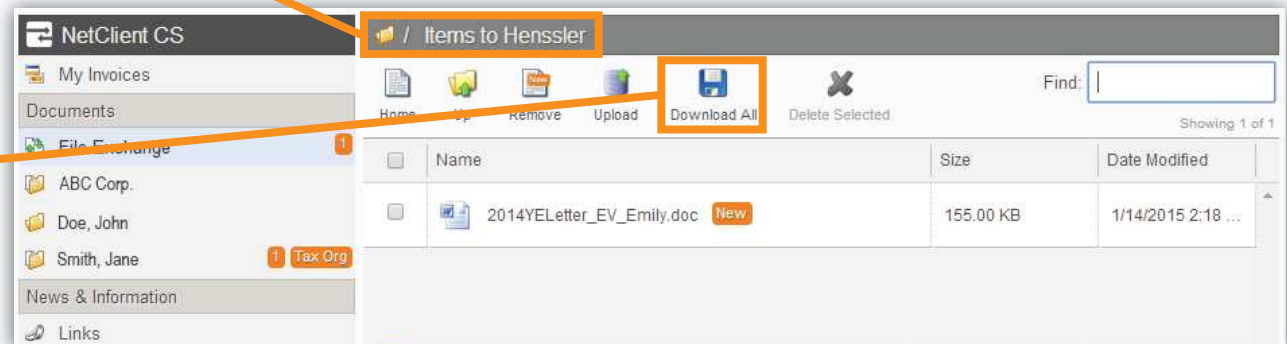 NetClient CS
/ Items to Henssler
My Invoices
Documents
File Exchange 1
ABC Corp.
Doe, John
Smith, Jane 1 Tax Org
News & Information
Links
Home Up Remove Upload Download All Delete Selected
Find:
Showing 1 of 1
Name Size Date Modified
2014YELetter_EV_Emily.doc New 155.00 KB 1/14/2015 2:18 ...